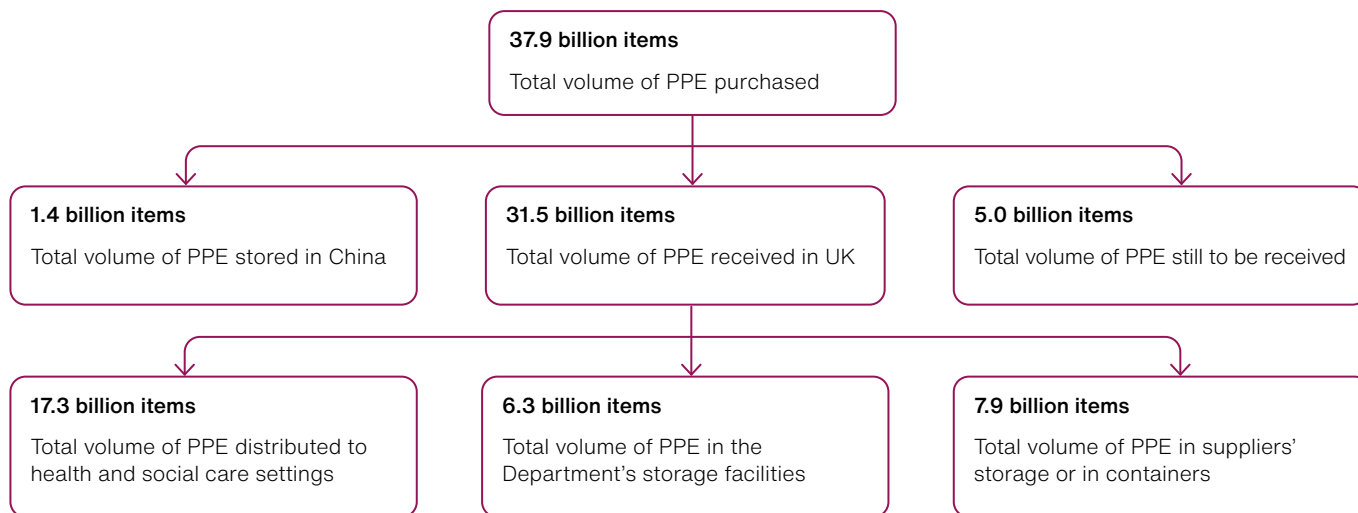 37.9 billion items
Total volume of PPE purchased
1.4 billion items
Total volume of PPE stored in China
31.5 billion items
Total volume of PPE received in UK
5.0 billion items
Total volume of PPE still to be received
17.3 billion items
Total volume of PPE distributed to
health and social care settings
6.3 billion items
Total volume of PPE in the
Department’s storage facilities
7.9 billion items
Total volume of PPE in suppliers’
storage or in containers